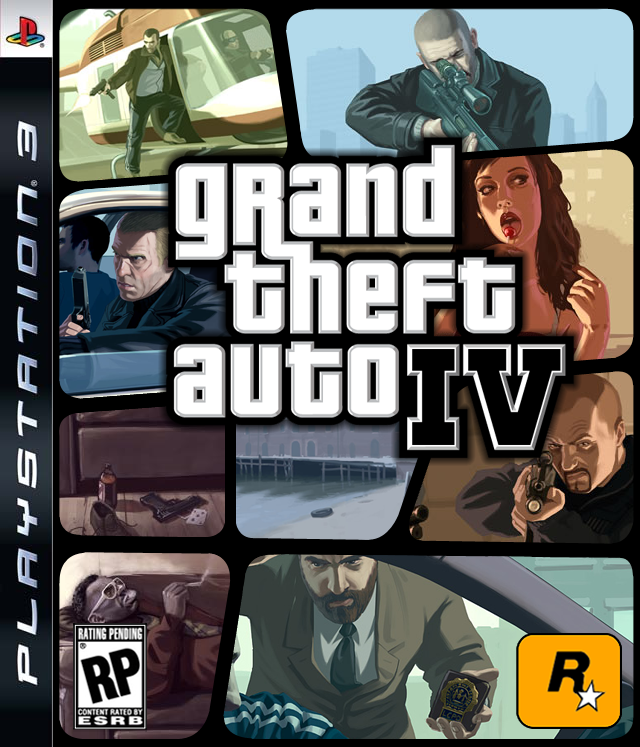 PLAYSTATION® 3
grand
theft
auto IV
RATING PENDING
RP
®
CONTENT RATED BY
ESRB
R